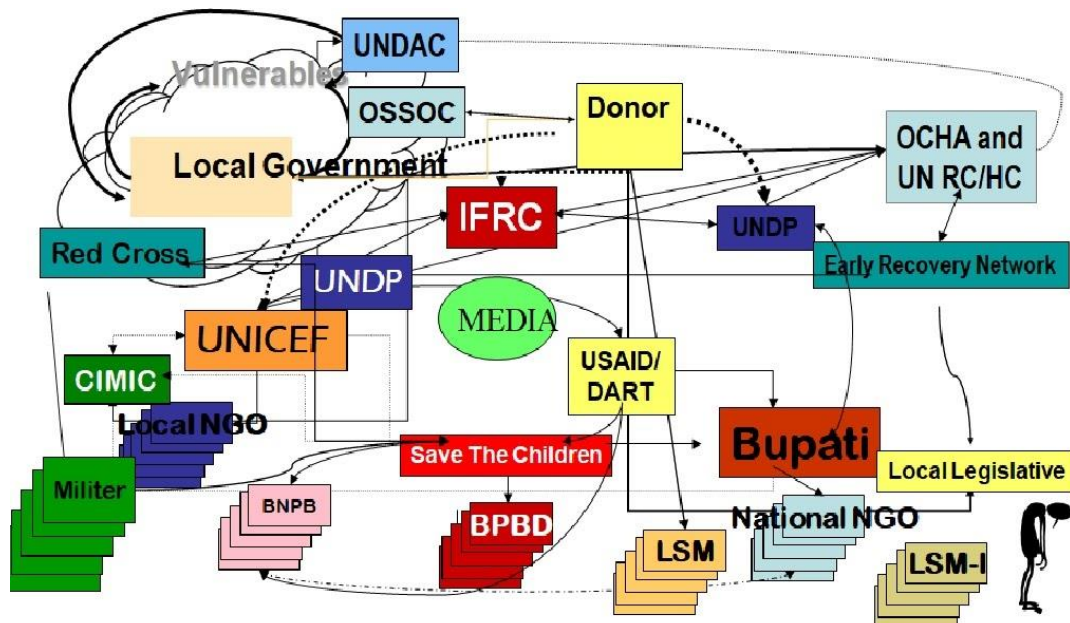 UNDAC
Vulnerables
OSSOC
Donor
OCHA and
UN RC/HC
Local Government
IFRC
UNDP
Red Cross
Early Recovery Network
UNDP
MEDIA
UNICEF
USAID/
DART
CIMIC
Local NGO
Bupati
Save The Children
Local Legislative
Militer
BNPB
BPBD
National NGO
LSM
LSM-I